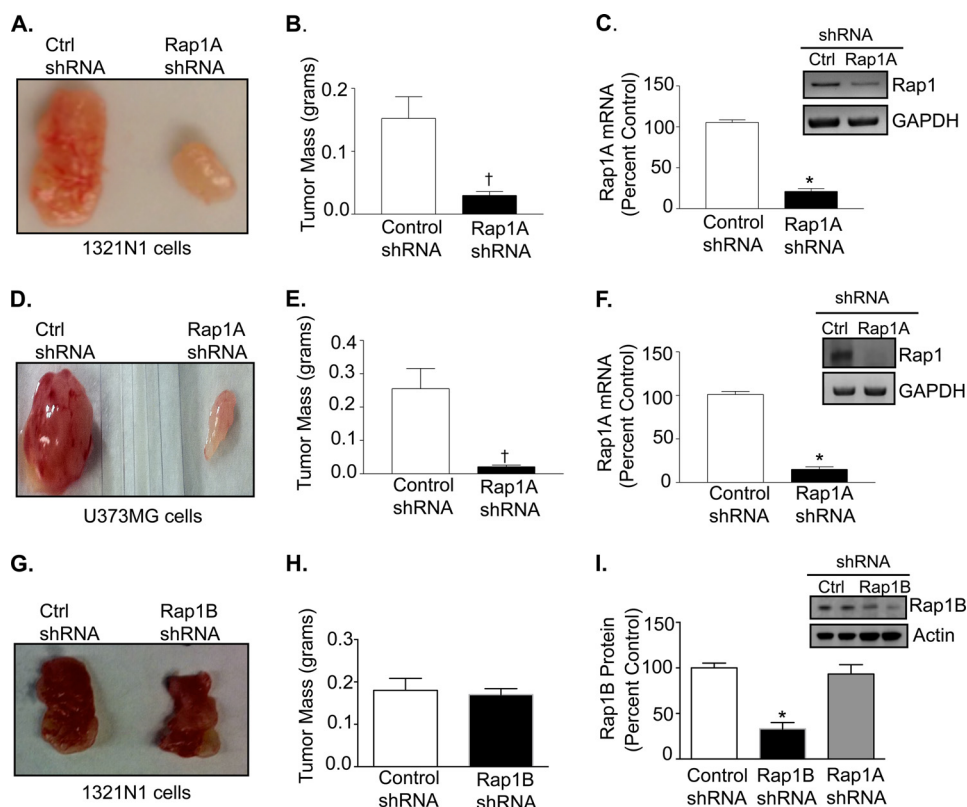 A.
Ctrl
shRNA
Rap1A
shRNA
1321N1 cells
B.
Tumor Mass (grams)
0.2
0.1
0.0
†
Control
shRNA
Rap1A
shRNA
C.
shRNA
Ctrl Rap1A
Rap1
GAPDH
Rap1A mRNA
(Percent Control)
150
100
50
0
*
Control
shRNA
Rap1A
shRNA
D.
Ctrl
shRNA
Rap1A
shRNA
U373MG cells
E.
Tumor Mass (grams)
0.4
0.3
0.2
0.1
0.0
†
Control
shRNA
Rap1A
shRNA
F.
shRNA
Ctrl Rap1A
Rap1
GAPDH
Rap1A mRNA
(Percent Control)
150
100
50
0
*
Control
shRNA
Rap1A
shRNA
G.
Ctrl
shRNA
Rap1B
shRNA
1321N1 cells
H.
Tumor Mass (grams)
0.3
0.2
0.1
0.0
Control
shRNA
Rap1B
shRNA
I.
shRNA
Ctrl Rap1B
Rap1B
Actin
Rap1B Protein
(Percent Control)
150
100
50
0
*
Control
shRNA
Rap1B
shRNA
Rap1A
shRNA